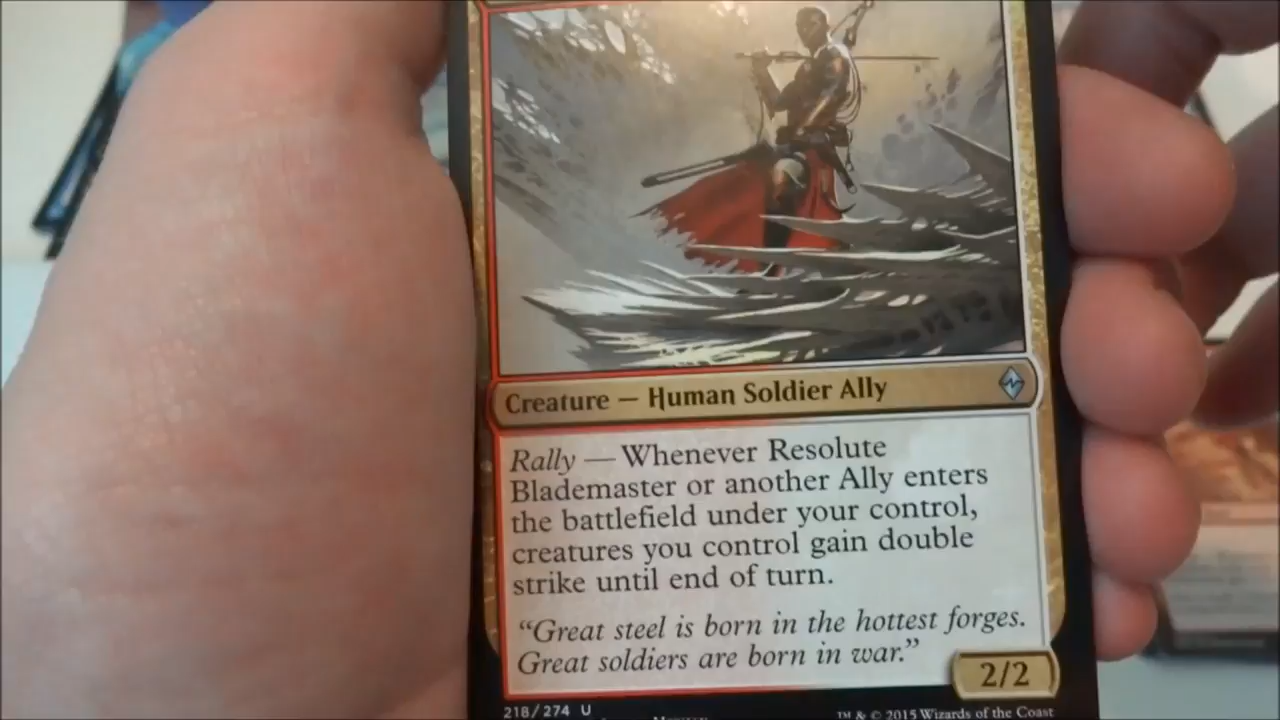 Creature — Human Soldier Ally
Rally — Whenever Resolute
Blademaster or another Ally enters
the battlefield under your control,
creatures you control gain double
strike until end of turn.
“Great steel is born in the hottest forges.
Great soldiers are born in war.”
2/2
218/274 U
™ & © 2015 Wizards of the Coast